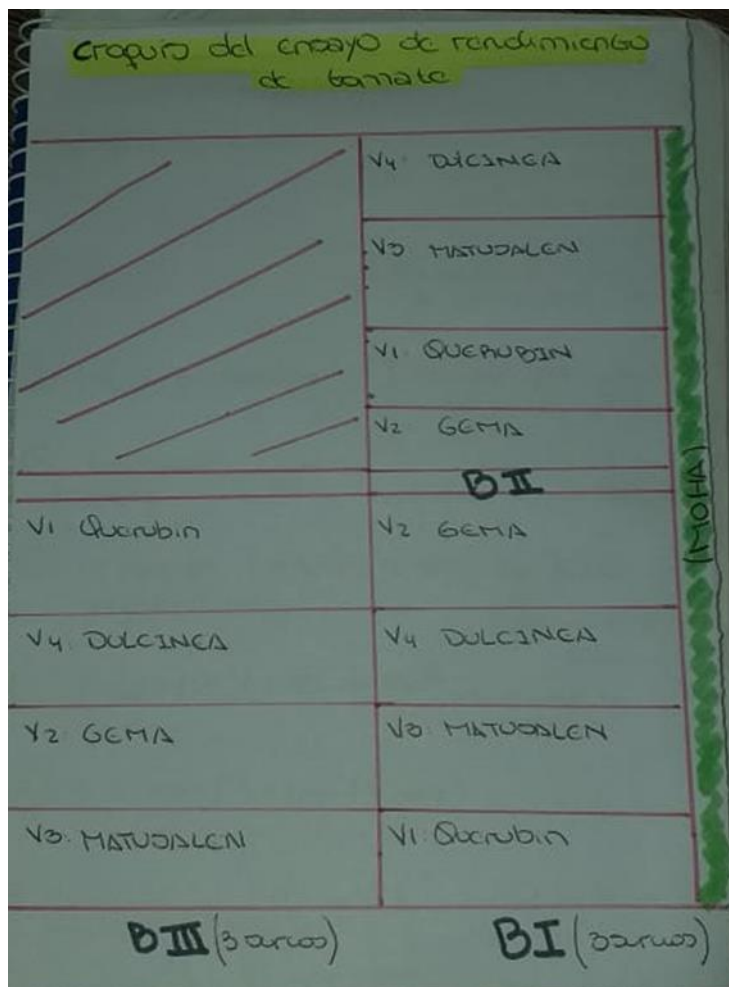 Croquis del ensayo de rendimiento
de tomate
V4: DULCINEA
V3 MATUSALEN
V1: QUERUBIN
V2 GEMA
BII
(MOHA)
V1 Querubin
V2 GEMA
V4: DULCINEA
V4 DULCINEA
V2 GEMA
V3: MATUSALEN
V3: MATUSALEN
V1: Querubin
BIII (3 surcos)
BI (3 surcos)